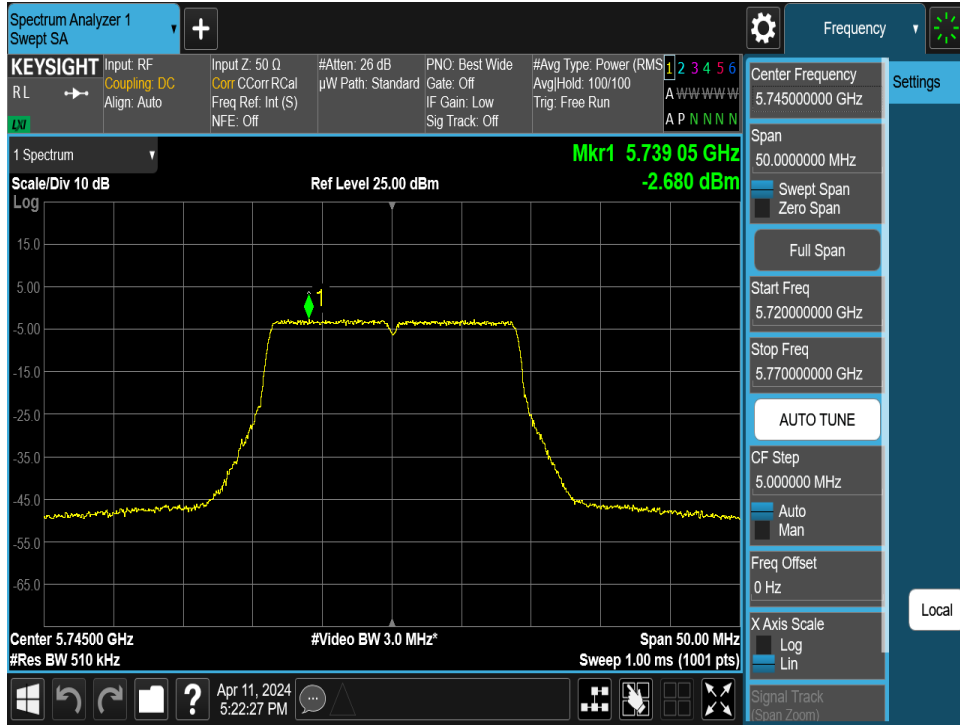 Spectrum Analyzer 1
Swept SA
+
Frequency
KEYSIGHT
RL
LXI
Input: RF
Coupling: DC
Align: Auto
Input Z: 50 Ω
Corr CCorr RCal
Freq Ref: Int (S)
NFE: Off
#Atten: 26 dB
µW Path: Standard
PNO: Best Wide
Gate: Off
IF Gain: Low
Sig Track: Off
#Avg Type: Power (RMS
Avg|Hold: 100/100
Trig: Free Run
1 2 3 4 5 6
A W W W W W
A P N N N N
1 Spectrum
Scale/Div 10 dB
Log
Ref Level 25.00 dBm
Mkr1 5.739 05 GHz
-2.680 dBm
15.0
5.00
-5.00
-15.0
-25.0
-35.0
-45.0
-55.0
-65.0
1
Center 5.74500 GHz
#Res BW 510 kHz
#Video BW 3.0 MHz*
Span 50.00 MHz
Sweep 1.00 ms (1001 pts)
Center Frequency
5.745000000 GHz
Span
50.0000000 MHz
Swept Span
Zero Span
Full Span
Start Freq
5.720000000 GHz
Stop Freq
5.770000000 GHz
AUTO TUNE
CF Step
5.000000 MHz
Auto
Man
Freq Offset
0 Hz
X Axis Scale
Log
Lin
Signal Track
(Span Zoom)
Settings
Local
?
Apr 11, 2024
5:22:27 PM